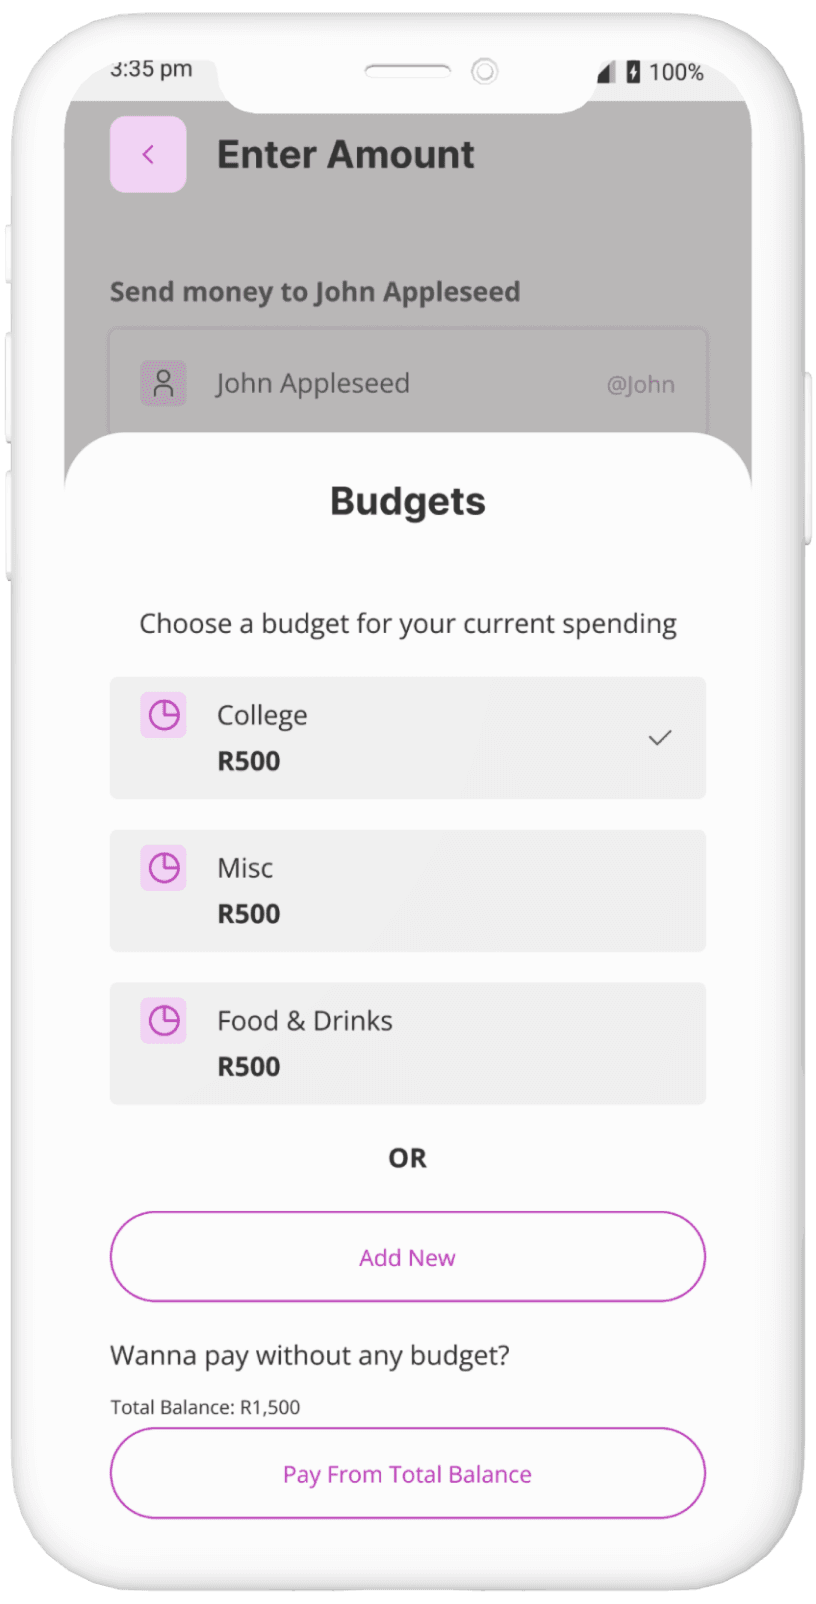 3:35 pm
100%
Enter Amount
Send money to John Appleseed
John Appleseed
@John
Budgets
Choose a budget for your current spending
College
R500
Misc
R500
Food & Drinks
R500
OR
Add New
Wanna pay without any budget?
Total Balance: R1,500
Pay From Total Balance